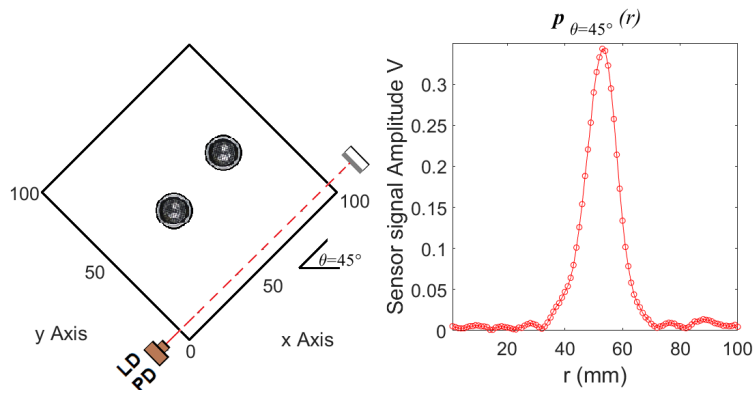 100
50
y Axis
LD
PD
0
50
x Axis
100
θ=45°
p θ=45° (r)
Sensor signal Amplitude V
0.3
0.25
0.2
0.15
0.1
0.05
0
20
40
60
80
100
r (mm)